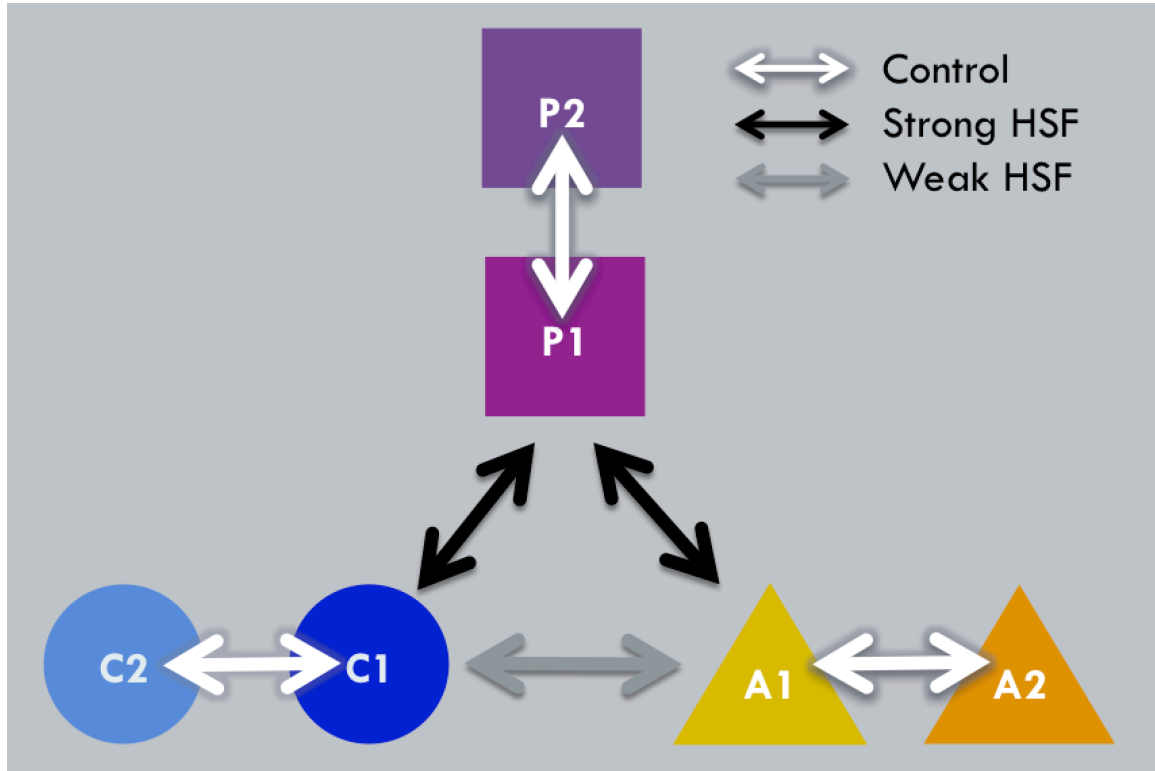 P2
Control
Strong HSF
Weak HSF
P1
C2
C1
A1
A2